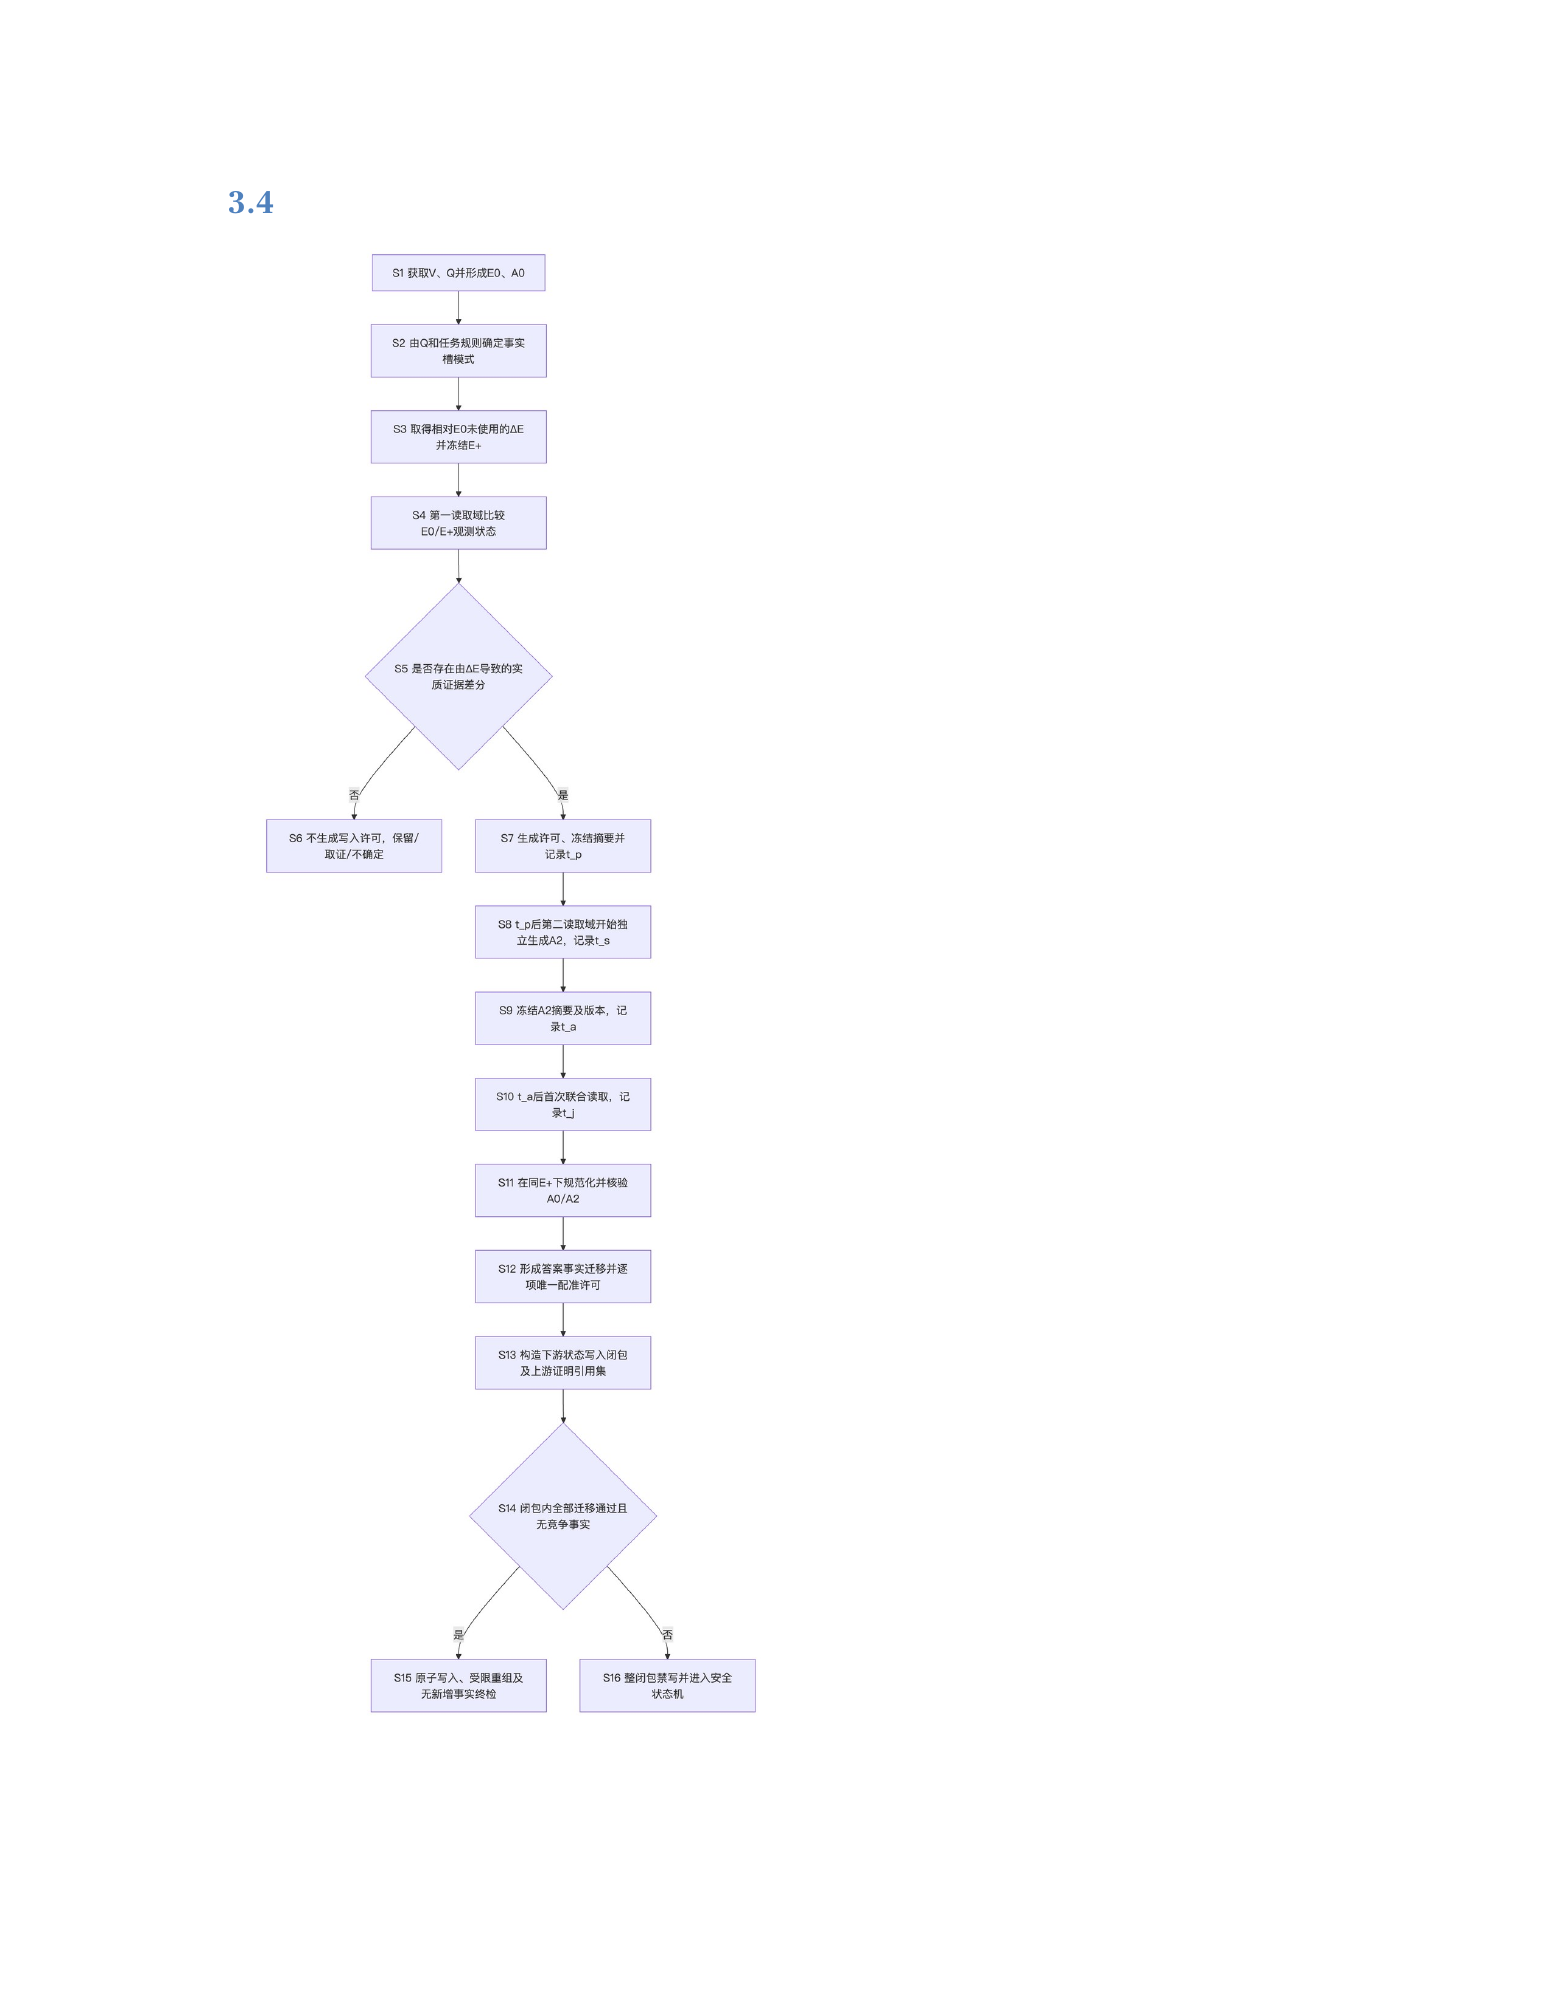 3.4
S1 获取V、Q并形成E0、A0
S2 由Q和任务规则确定事实
槽模式
S3 取得相对E0未使用的ΔE
并冻结E+
S4 第一读取域比较
E0/E+观测状态
S5 是否存在由ΔE导致的实
质证据差分
否
是
S6 不生成写入许可，保留/
取证/不确定
S7 生成许可、冻结摘要并
记录t_p
S8 t_p后第二读取域开始独
立生成A2，记录t_s
S9 冻结A2摘要及版本，记
录t_a
S10 t_a后首次联合读取，记
录t_j
S11 在同E+下规范化并核验
A0/A2
S12 形成答案事实迁移并逐
项唯一配准许可
S13 构造下游状态写入闭包
及上游证明引用集
S14 闭包内全部迁移通过且
无竞争事实
是
否
S15 原子写入、受限重组及
无新增事实终检
S16 整闭包禁写并进入安全
状态机